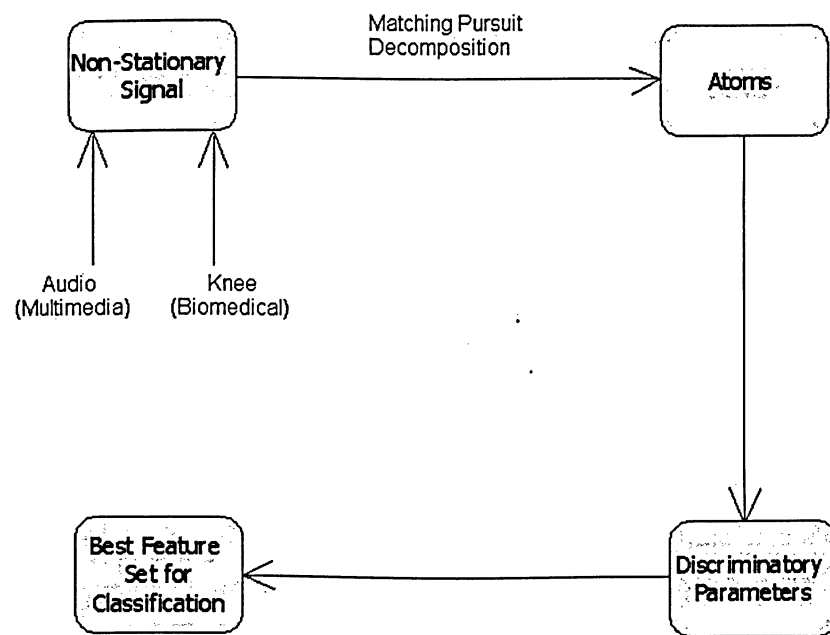 Matching Pursuit
Decomposition
Non-Stationary
Signal
Atoms
Audio
(Multimedia)
Knee
(Biomedical)
Discriminatory
Parameters
Best Feature
Set for
Classification